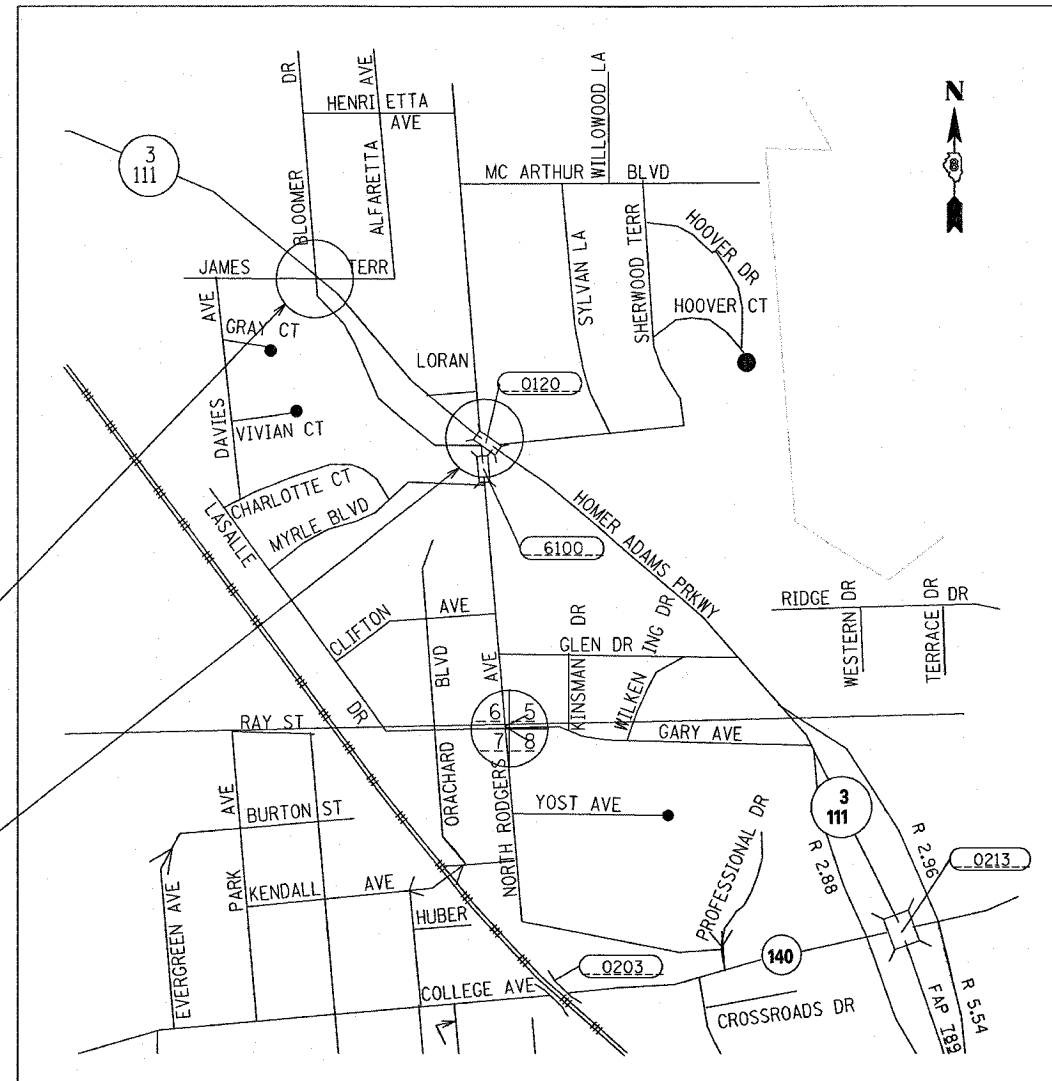 DR
AVE
WILLOWOOD LA
HENRIETTA
AVE
N
8
3
111
MC ARTHUR BLVD
BLOOMER
ALFARETTA
SYLVAN LA
SHERWOOD TERR
HOOVER DR
JAMES TERR
HOOVER CT
AVE
GRAY CT
DAVIES
LORAN
0120
VIVIAN CT
CHARLOTTE CT
LASALLE
MYRLE BLVD
6100
HOMER ADAMS PRKWY
RIDGE DR
WESTERN DR
TERRACE DR
CLIFTON AVE
BLVD
AVE
GLEN DR
KINSMAN DR
WILKEN ING DR
DR
RAY ST
6 5
7 8
GARY AVE
ORACHARD
NORTH RODGERS
YOST AVE
3
111
R 2.88
R 2.96
0213
AVE
BURTON ST
PARK
KENDALL AVE
HUBER
EVERGREEN AVE
PROFESSIONAL DR
140
0203
COLLEGE AVE
CROSSROADS DR
FAP 789
R 5.54